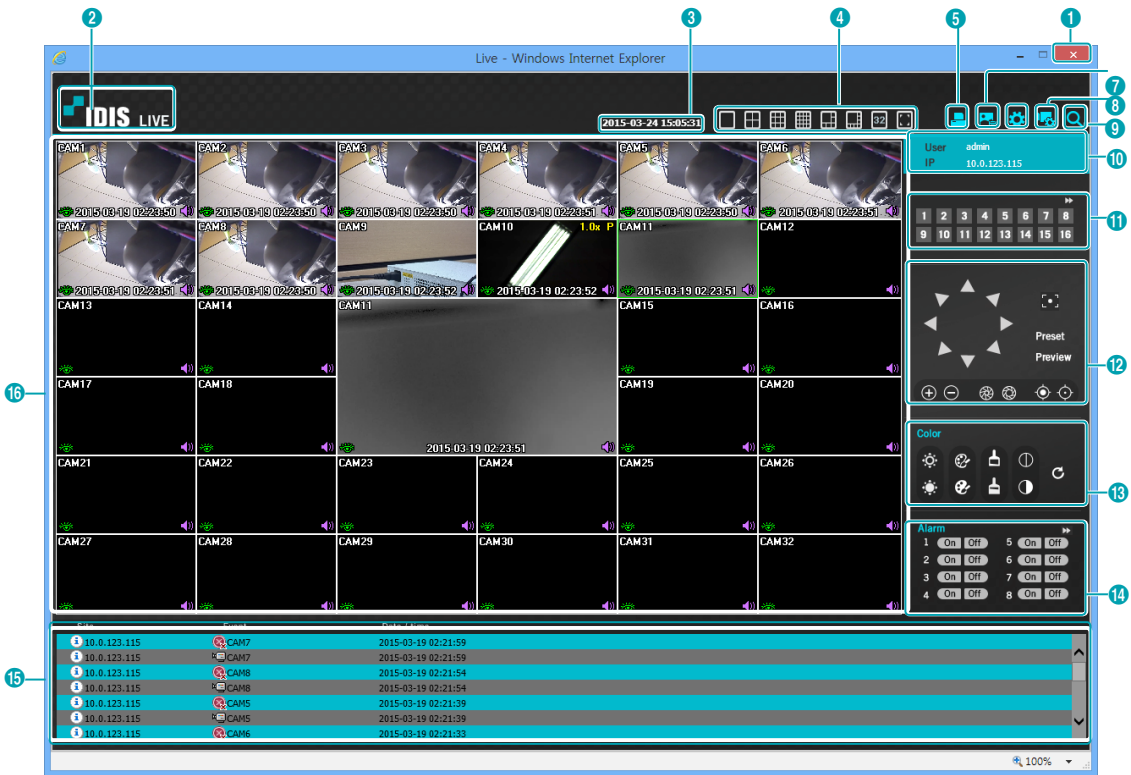 2 3 4 5 1
Live - Windows Internet Explorer
7
8
9
IDIS LIVE
2015-03-24 15:05:31
32
User admin
IP 10.0.123.115
10
CAM1 CAM2 CAM3 CAM4 CAM5 CAM6
2015-03-19 02:23:50 2015-03-19 02:23:50 2015-03-19 02:23:51 2015-03-19 02:23:51 2015-03-19 02:23:50 2015-03-19 02:23:51
1 2 3 4 5 6 7 8
9 10 11 12 13 14 15 16
11
CAM7 CAM8 CAM9 CAM10 1.0x P CAM11 CAM12
2015-03-19 02:23:51 2015-03-19 02:23:50 2015-03-19 02:23:52 2015-03-19 02:23:52 2015-03-19 02:23:51
CAM13 CAM14 CAM11 CAM15 CAM16
Preset
Preview
12
16
CAM17 CAM18 CAM19 CAM20
2015-03-19 02:23:51
Color
13
CAM21 CAM22 CAM23 CAM24 CAM25 CAM26
CAM27 CAM28 CAM29 CAM30 CAM31 CAM32
Alarm
1 On Off 5 On Off
2 On Off 6 On Off
3 On Off 7 On Off
4 On Off 8 On Off
14
Site Event Date / time
10.0.123.115 CAM7 2015-03-19 02:21:59
10.0.123.115 CAM7 2015-03-19 02:21:59
10.0.123.115 CAM8 2015-03-19 02:21:54
10.0.123.115 CAM8 2015-03-19 02:21:54
10.0.123.115 CAM5 2015-03-19 02:21:39
10.0.123.115 CAM5 2015-03-19 02:21:39
10.0.123.115 CAM6 2015-03-19 02:21:33
15
100%